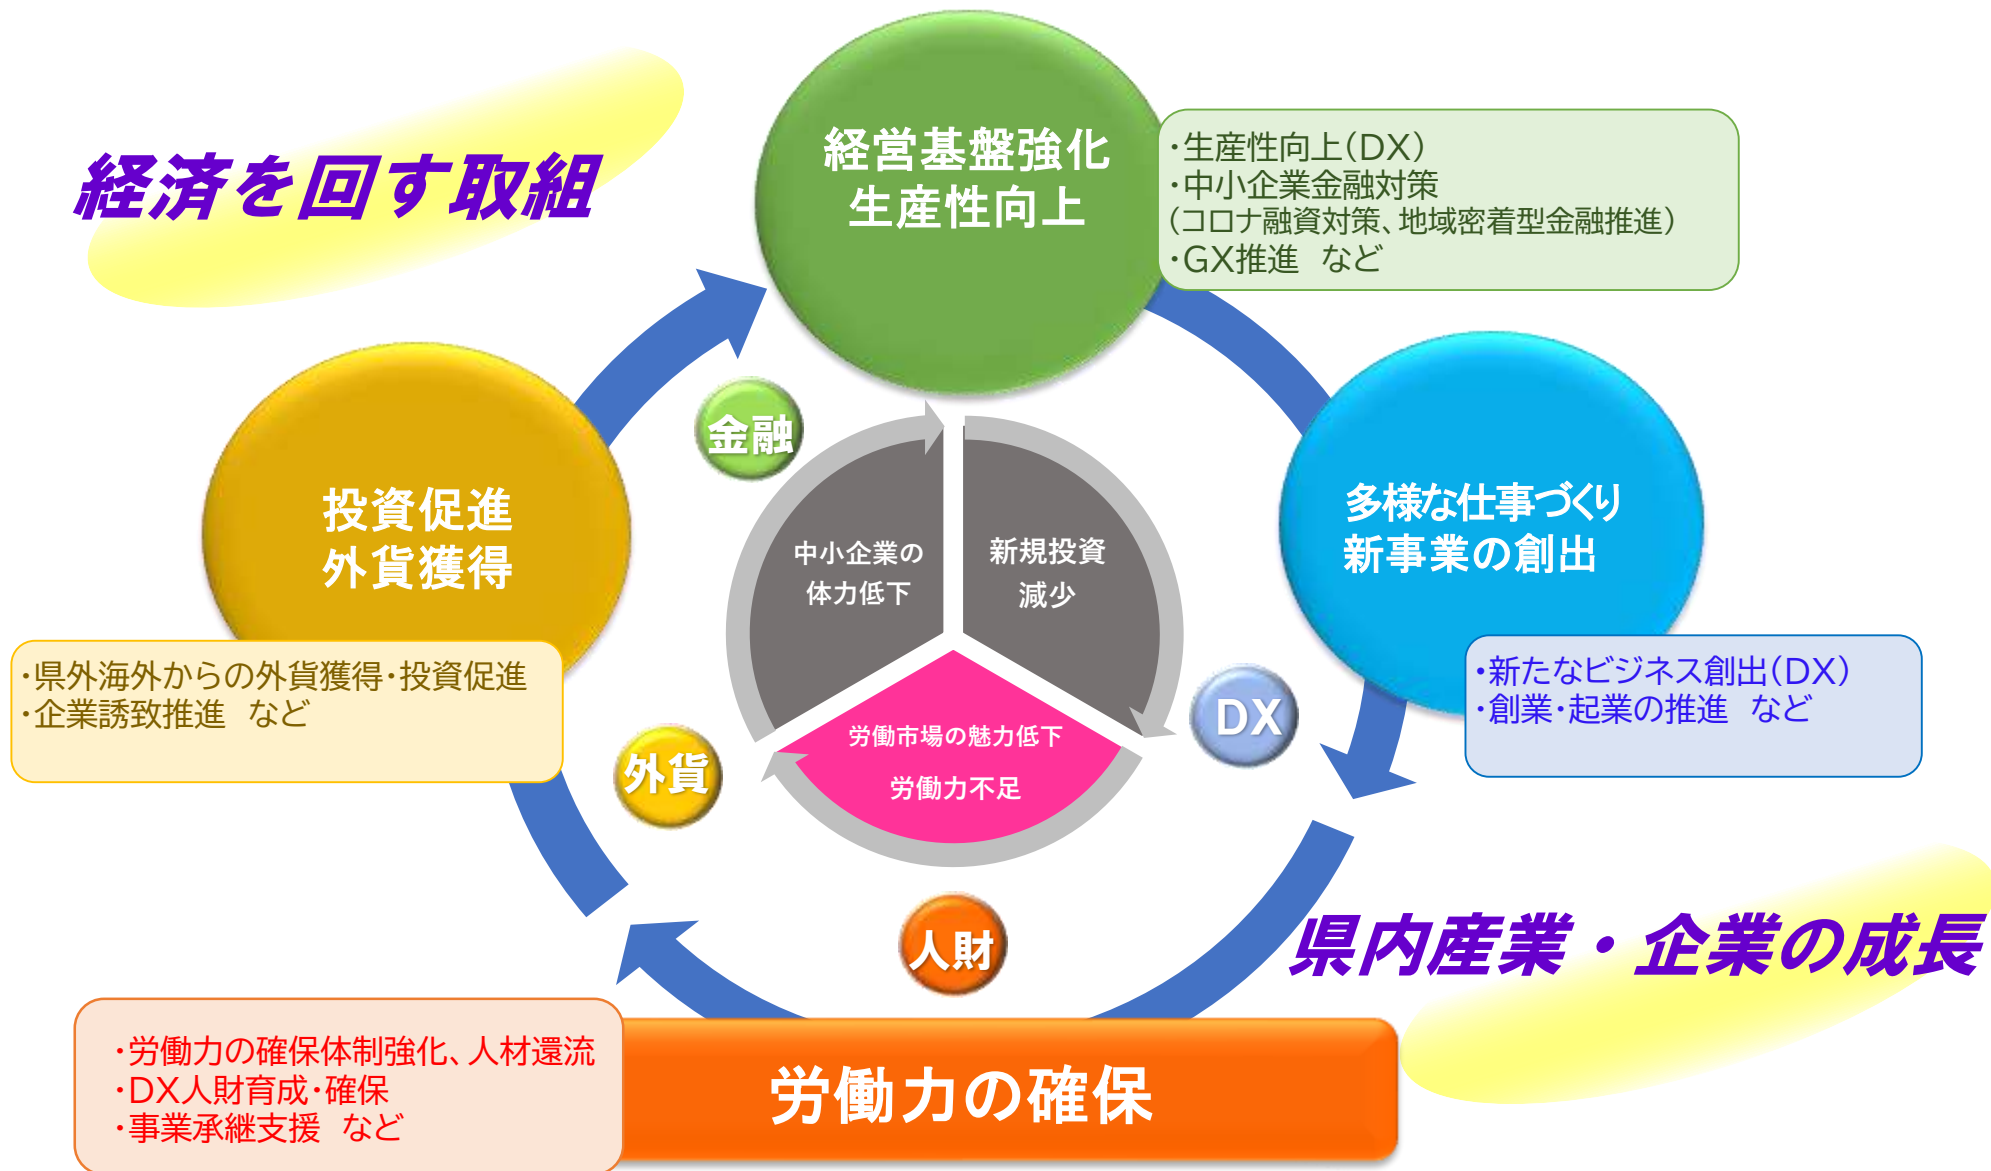 経済を回す取組
経営基盤強化
生産性向上
・生産性向上（DX）
・中小企業金融対策
（コロナ融資対策、地域密着型金融推進）
・GX推進　など
投資促進
外貨獲得
・県外海外からの外貨獲得・投資促進
・企業誘致推進　など
金融
中小企業の
体力低下
新規投資
減少
多様な仕事づくり
新事業の創出
・新たなビジネス創出（DX）
・創業・起業の推進　など
DX
外貨
労働市場の魅力低下
労働力不足
人財
県内産業・企業の成長
・労働力の確保体制強化、人材還流
・DX人財育成・確保
・事業承継支援　など
労働力の確保